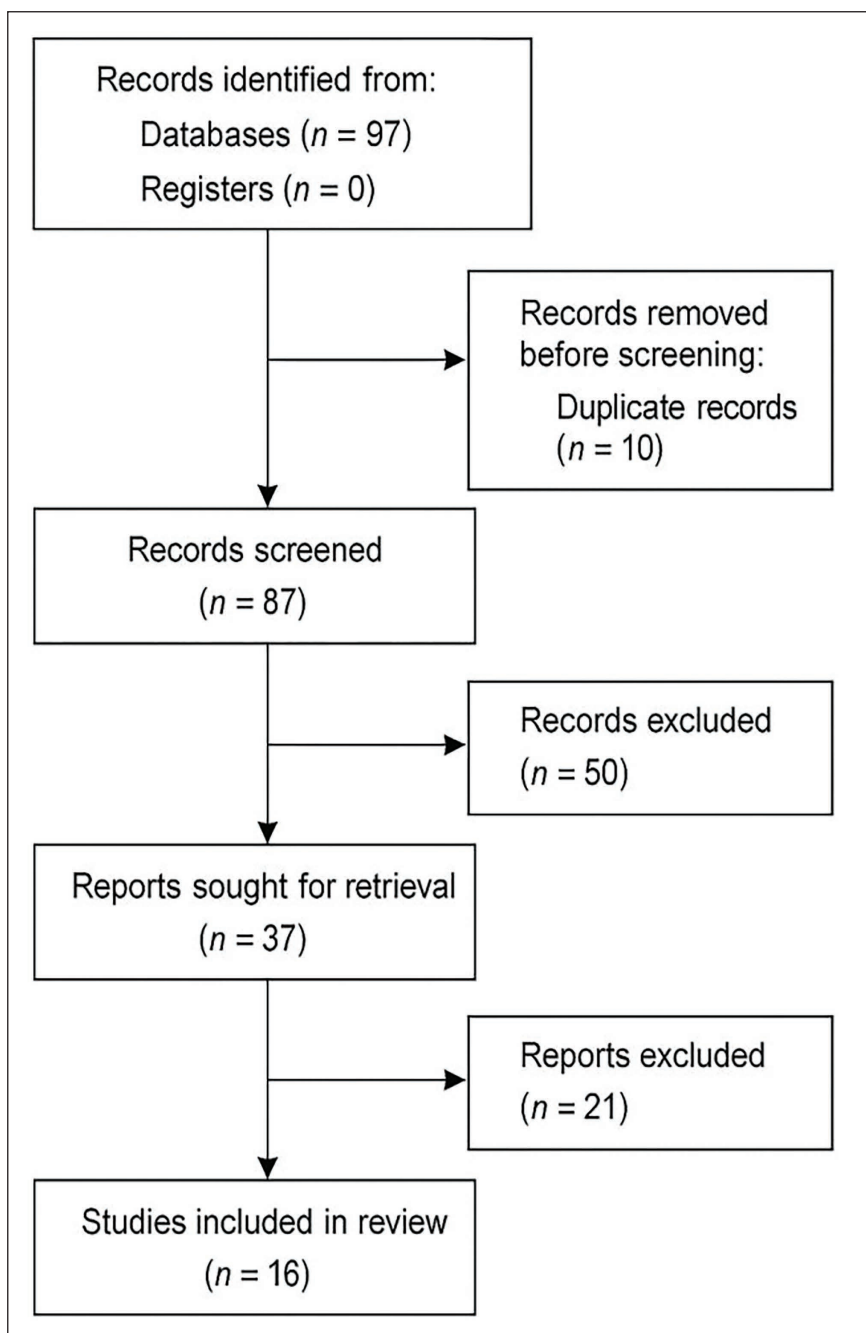 Records identified from:
Databases (n = 97)
Registers (n = 0)
Records removed
before screening:
Duplicate records
(n = 10)
Records screened
(n = 87)
Records excluded
(n = 50)
Reports sought for retrieval
(n = 37)
Reports excluded
(n = 21)
Studies included in review
(n = 16)